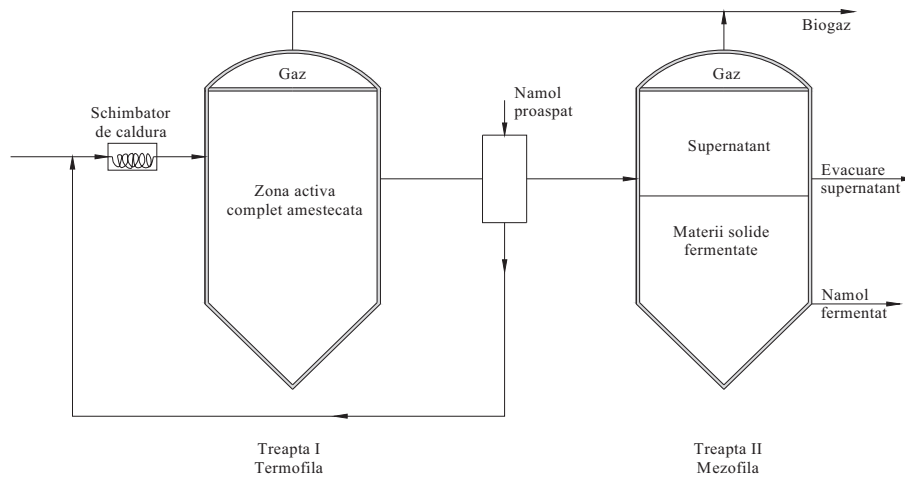 Biogaz
Gaz
Gaz
Namol
proaspat
Schimbator
de caldura
Supernatant
Evacuare
supernatant
Zona activa
complet amestecata
Materii solide
fermentate
Namol
fermentat
Treapta I
Termofila
Treapta II
Mezofila